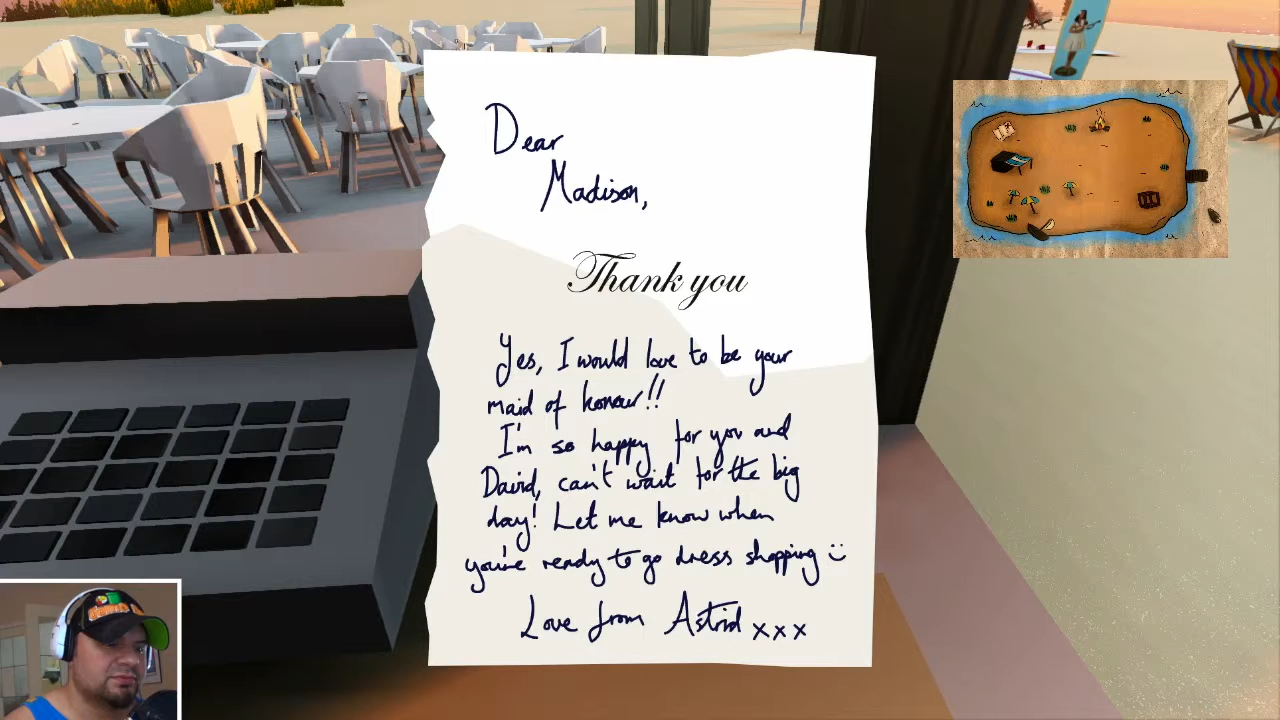 Dear
Madison,
Thank you
Yes, I would love to be your
maid of honour!!
I'm so happy for you and
David, can't wait for the big
day! Let me know when
you're ready to go dress shopping :)
Love from Astrid xxx